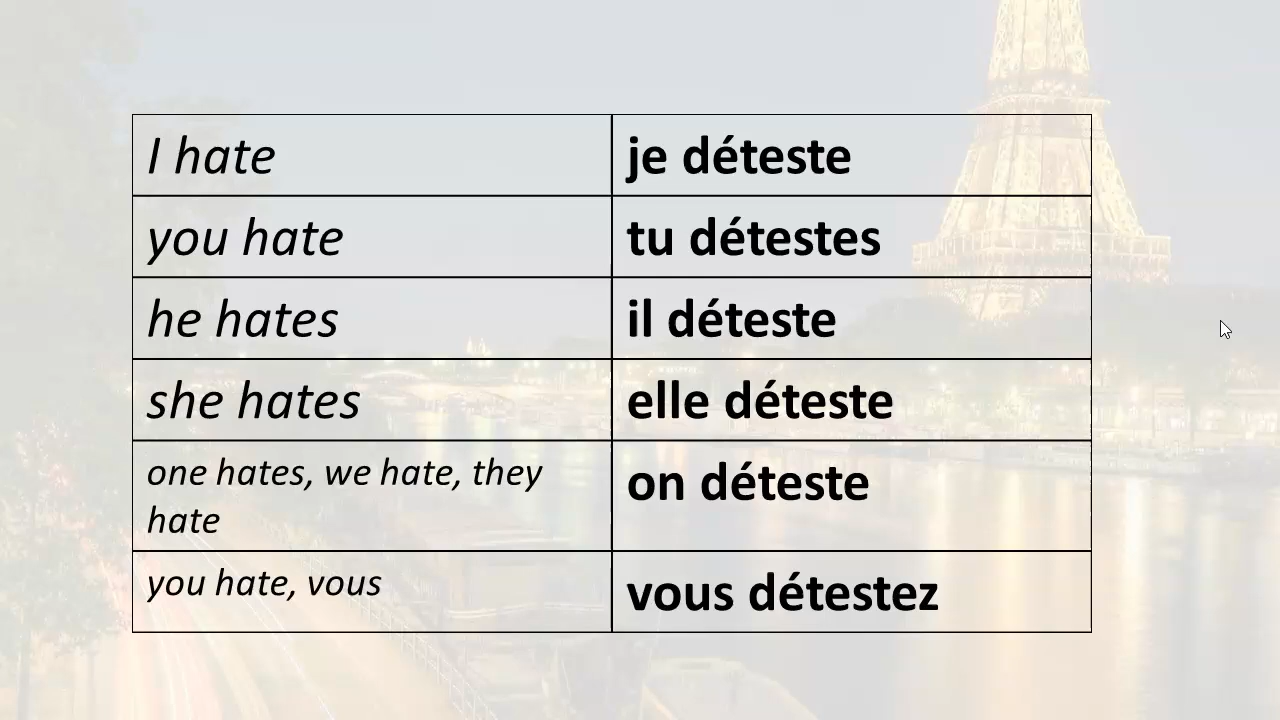 I hate
je déteste
you hate
tu détestes
he hates
il déteste
she hates
elle déteste
one hates, we hate, they
hate
on déteste
you hate, vous
vous détestez